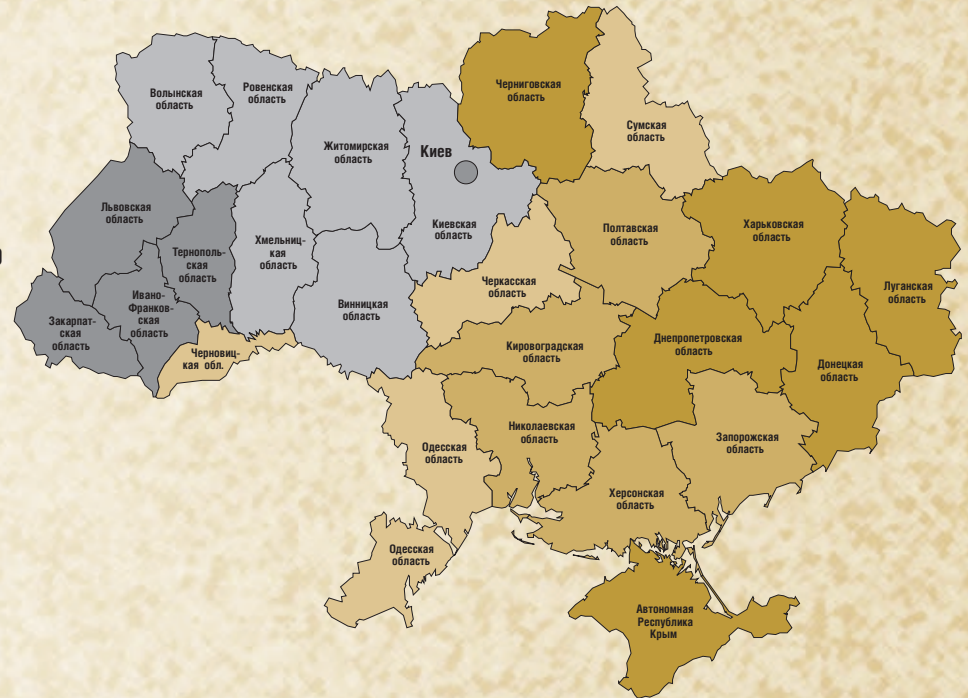 Черниговская
область
Волынская
область
Ровенская
область
Сумская
область
Житомирская
область
Киев
Львовская
область
Киевская
область
Полтавская
область
Харьковская
область
Тернополь-
ская
область
Хмельниц-
кая
область
Черкасская
область
Луганская
область
Ивано-
Франков-
ская
область
Винницкая
область
Закарпат-
ская
область
Черновиц-
кая обл.
Кировоградская
область
Днепропетровская
область
Донецкая
область
Николаевская
область
Одесская
область
Запорожская
область
Херсонская
область
Одесская
область
Автономная
Республика
Крым